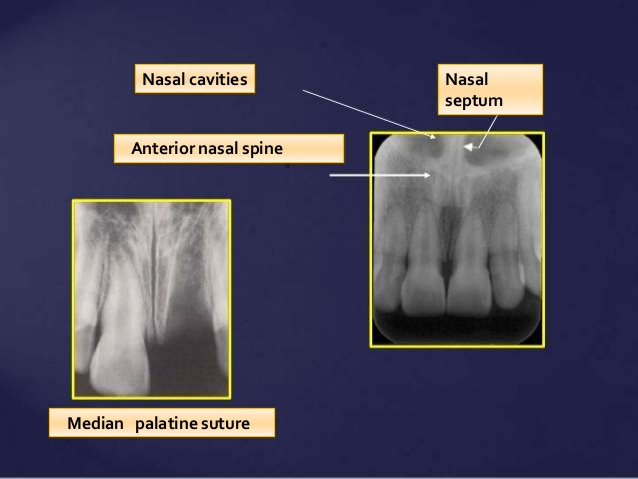 Nasal cavities
Nasal
septum
Anterior nasal spine
Median palatine suture